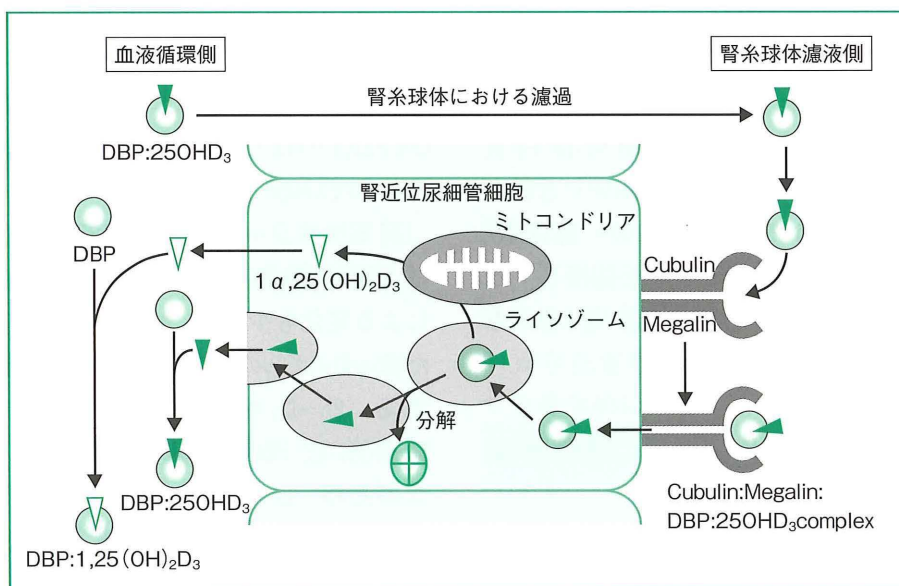 血液循環側
腎糸球体濾液側
腎糸球体における濾過
DBP:25OHD₃
腎近位尿細管細胞
ミトコンドリア
DBP
1α,25(OH)₂D₃
Cubulin
Megalin
ライソゾーム
分解
DBP:25OHD₃
Cubulin:Megalin:
DBP:25OHD₃complex
DBP:1,25(OH)₂D₃